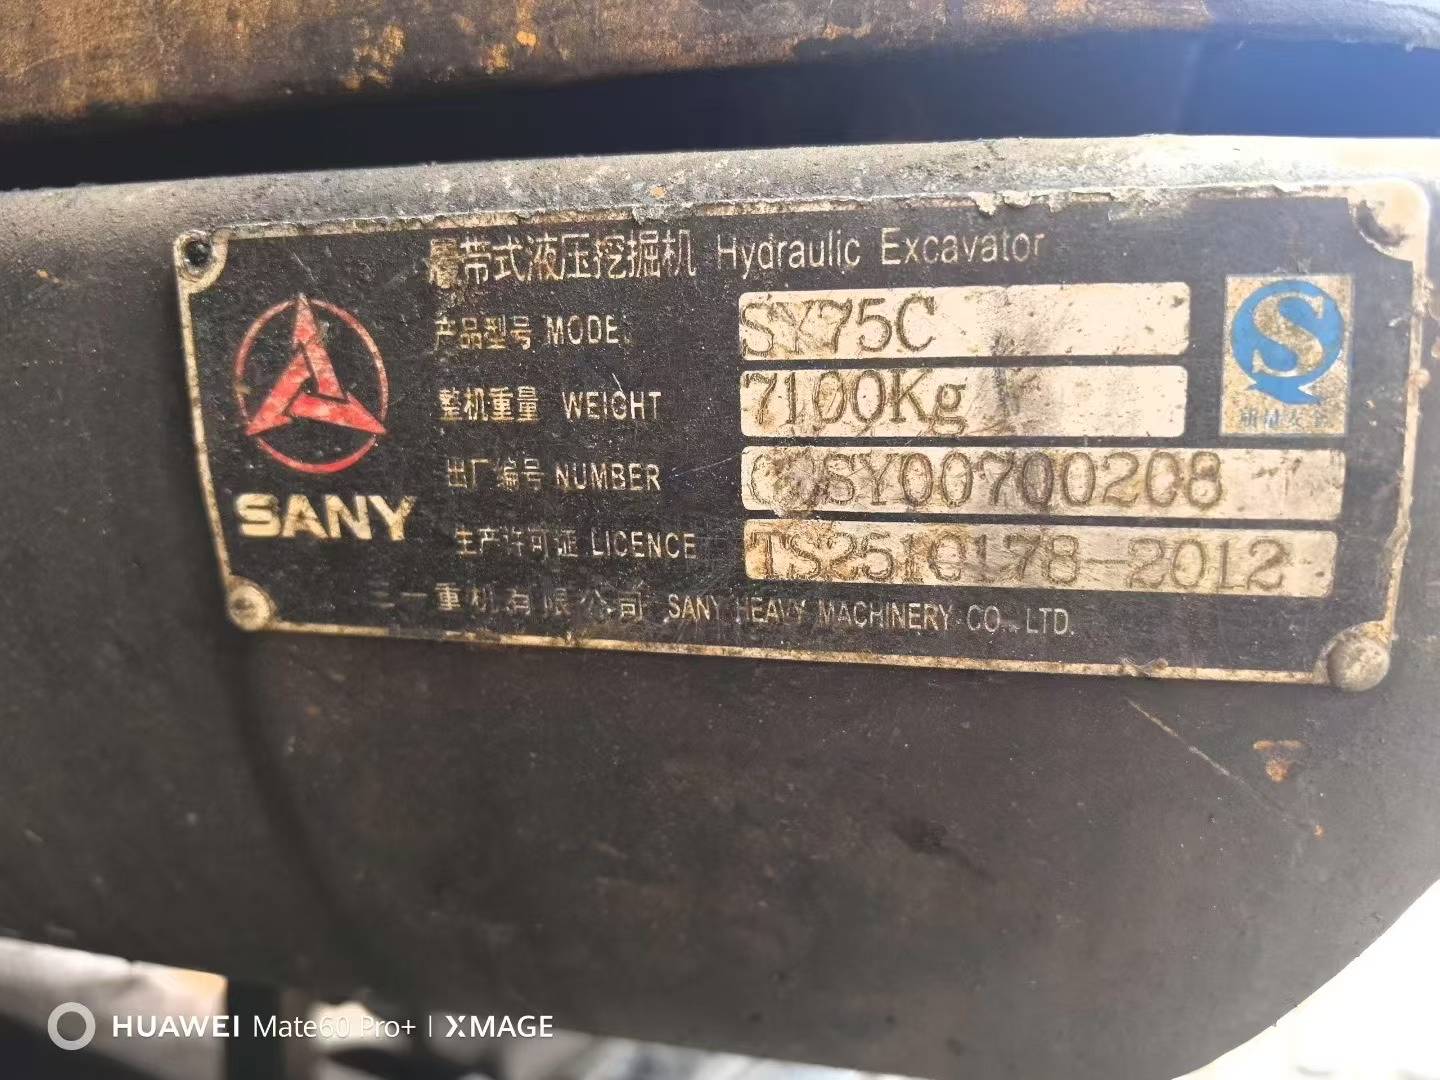 履带式液压挖掘机 Hydraulic Excavator
产品型号 MODEL SY75C
整机重量 WEIGHT 7100Kg
出厂编号 NUMBER
生产许可证 LICENCE TS2510178-2012
SANY
三一重机有限公司 SANY HEAVY MACHINERY CO., LTD.
HUAWEI Mate60 Pro+ | XMAGE